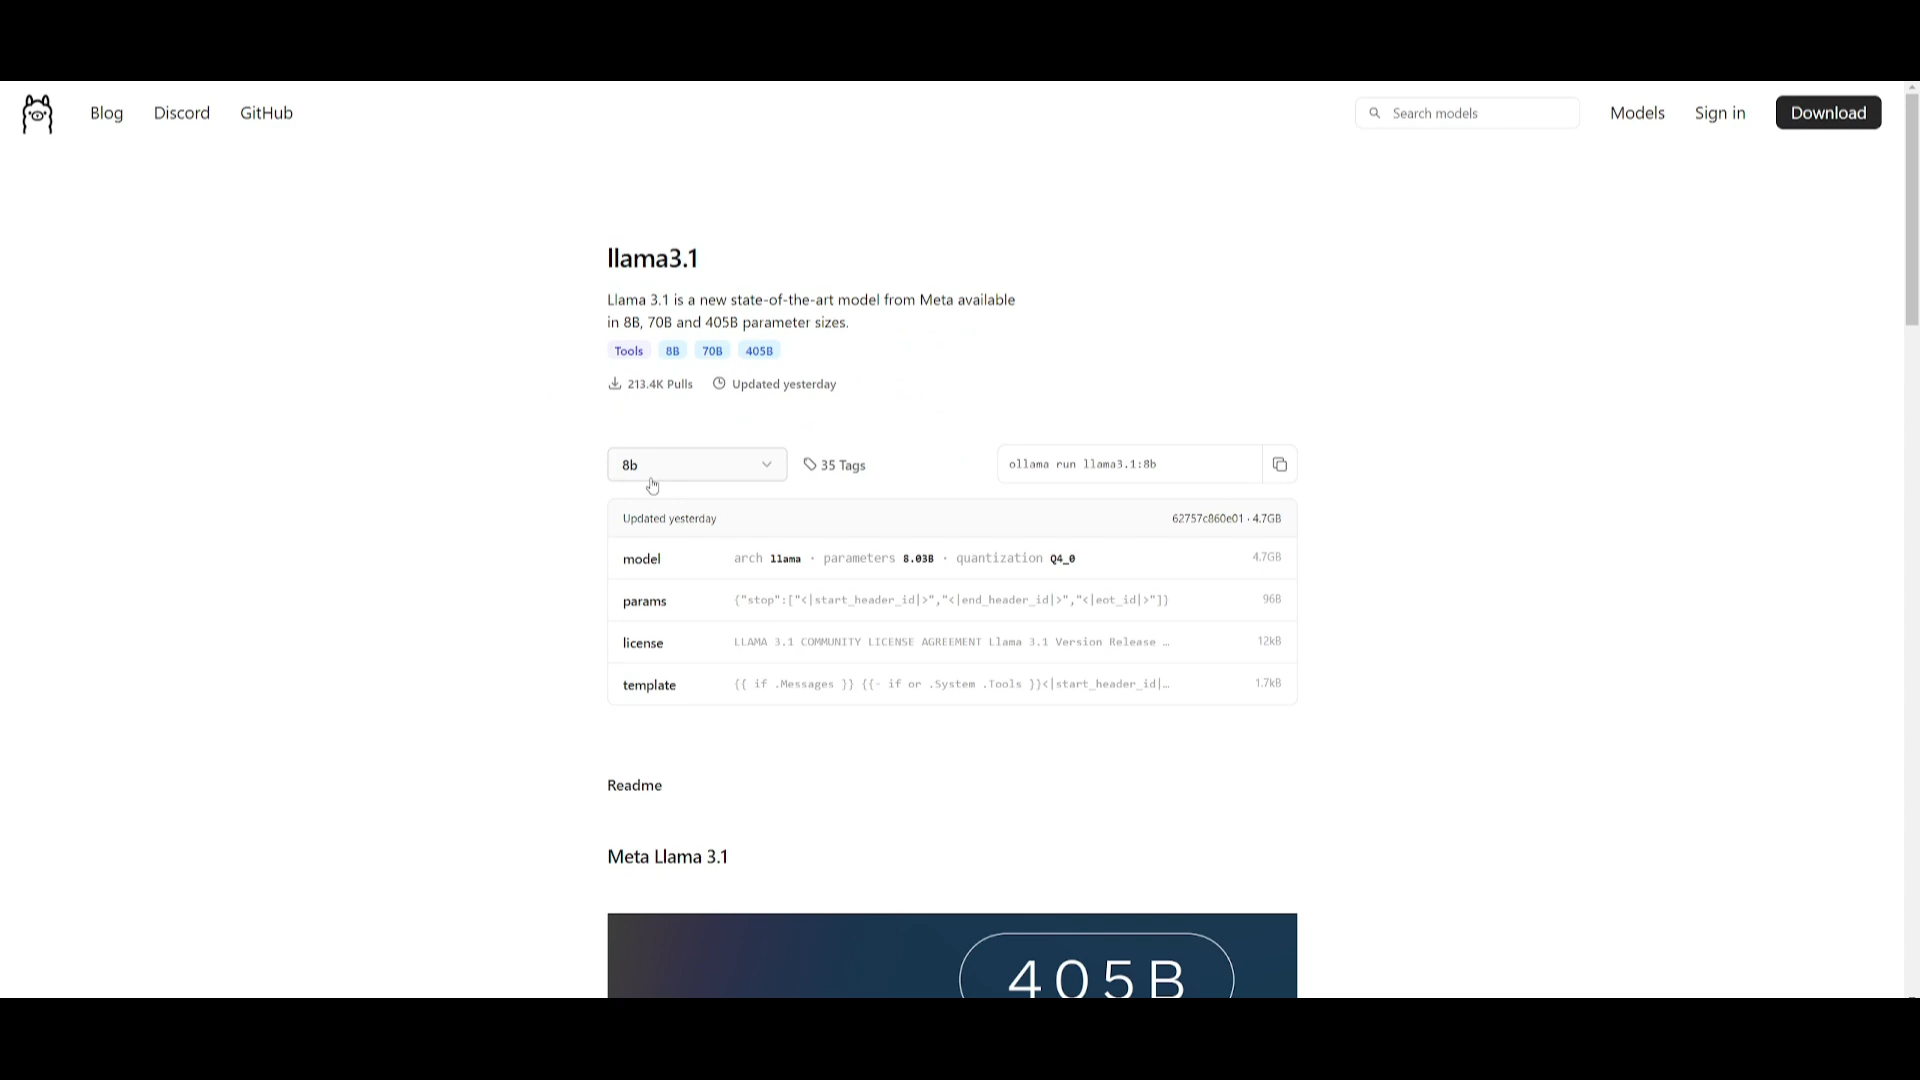 Blog Discord GitHub Search models Models Sign in Download
llama3.1
Llama 3.1 is a new state-of-the-art model from Meta available
in 8B, 70B and 405B parameter sizes.
Tools 8B 70B 405B
213.4K Pulls Updated yesterday
8b 35 Tags ollama run llama3.1:8b
Updated yesterday 62757c860e01 · 4.7GB
model arch llama · parameters 8.03B · quantization Q4_0 4.7GB
params {"stop":["<|start_header_id|>","<|end_header_id|>","<|eot_id|>"]} 96B
license LLAMA 3.1 COMMUNITY LICENSE AGREEMENT Llama 3.1 Version Release … 12kB
template {{ if .Messages }} {{- if or .System .Tools }}<|start_header_id|… 1.7kB
Readme
Meta Llama 3.1
405B